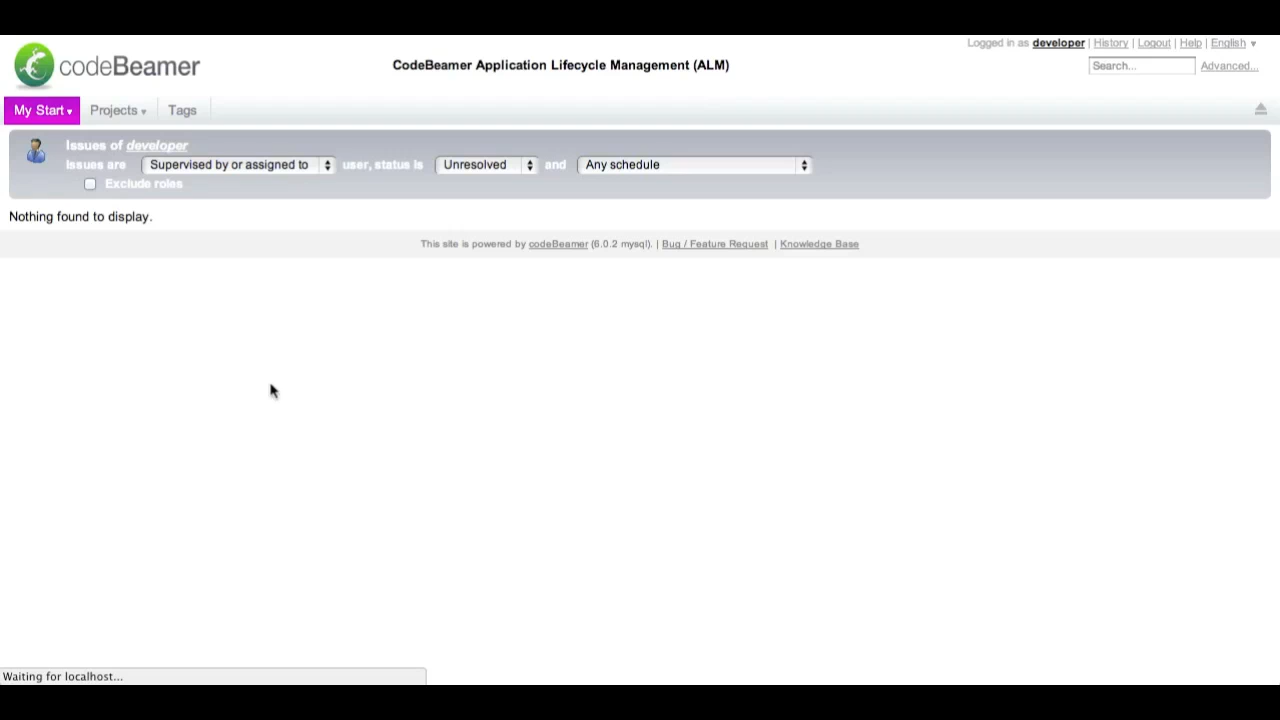 Logged in as developer | History | Logout | Help | English
codeBeamer
CodeBeamer Application Lifecycle Management (ALM)
Search... Advanced...
My Start Projects Tags
Issues of developer
Issues are Supervised by or assigned to user, status is Unresolved and Any schedule
Exclude roles
Nothing found to display.
This site is powered by codeBeamer (6.0.2 mysql). | Bug / Feature Request | Knowledge Base
Waiting for localhost...